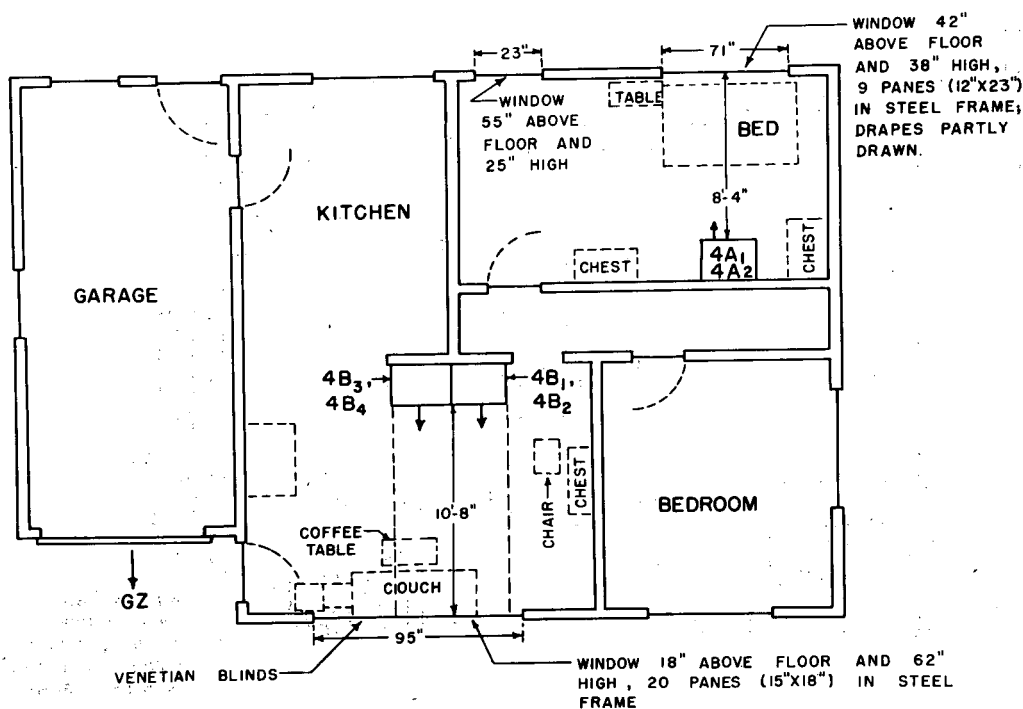 23"
71"
WINDOW 42"
ABOVE FLOOR
AND 38" HIGH,
9 PANES (12"X23")
IN STEEL FRAME;
DRAPES PARTLY
DRAWN.
WINDOW
55" ABOVE
FLOOR AND
25" HIGH
TABLE
BED
8'-4"
KITCHEN
4A1
4A2
CHEST
CHEST
GARAGE
4B3,
4B4
4B1,
4B2
10'-8"
CHAIR
CHEST
BEDROOM
COFFEE
TABLE
COUCH
GZ
95"
VENETIAN BLINDS
WINDOW 18" ABOVE FLOOR AND 62"
HIGH, 20 PANES (15"X18") IN STEEL
FRAME